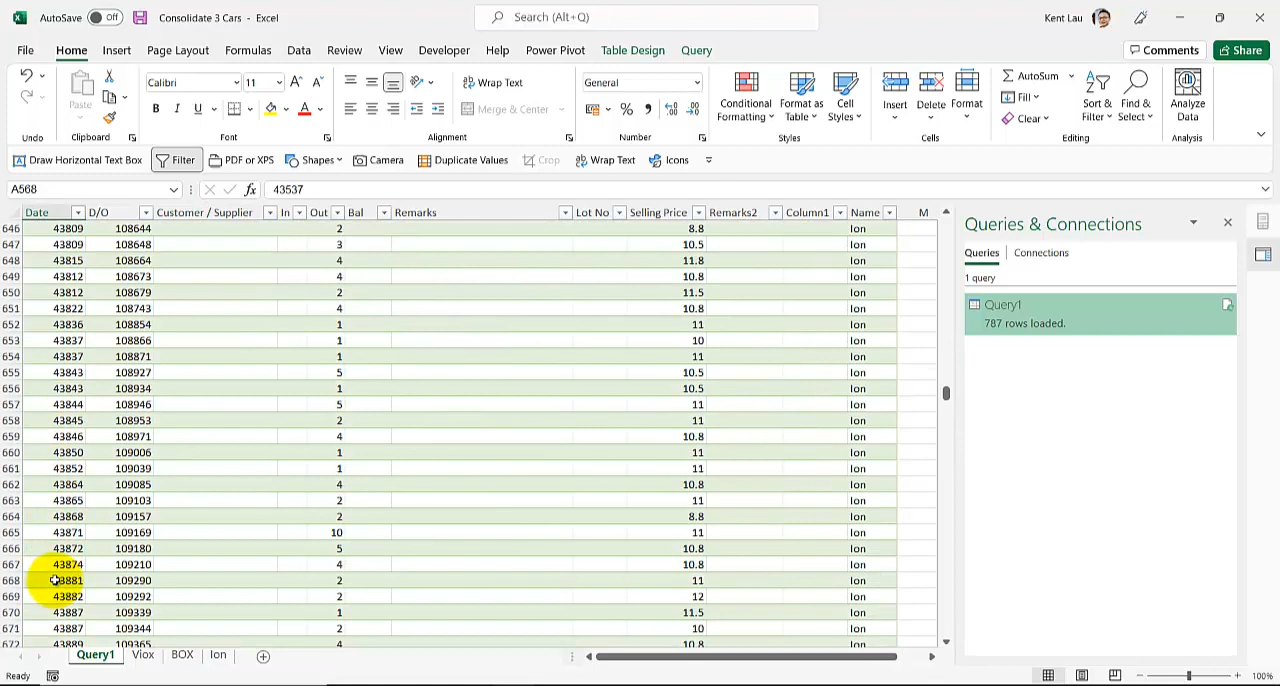 AutoSave Off Consolidate 3 Cars - Excel Search (Alt+Q) Kent Lau
File Home Insert Page Layout Formulas Data Review View Developer Help Power Pivot Table Design Query Comments Share
Paste Calibri 11 A A Wrap Text General Conditional Formatting Format as Table Cell Styles Insert Delete Format AutoSum Fill Clear Sort & Filter Find & Select Analyze Data
B I U A Merge & Center % 
Undo Clipboard Font Alignment Number Styles Cells Editing Analysis
Draw Horizontal Text Box Filter PDF or XPS Shapes Camera Duplicate Values Crop Wrap Text Icons
A568 fx 43537
Date D/O Customer / Supplier In Out Bal Remarks Lot No Selling Price Remarks2 Column1 Name M
646 43809 108644 2 8.8 Ion
647 43809 108648 3 10.5 Ion
648 43815 108664 4 11.8 Ion
649 43812 108673 4 10.8 Ion
650 43812 108679 2 11.5 Ion
651 43822 108743 4 10.8 Ion
652 43836 108854 1 11 Ion
653 43837 108866 1 10 Ion
654 43837 108871 1 11 Ion
655 43843 108927 5 10.5 Ion
656 43843 108934 1 10.5 Ion
657 43844 108946 5 11 Ion
658 43845 108953 2 11 Ion
659 43846 108971 4 10.8 Ion
660 43850 109006 1 11 Ion
661 43852 109039 1 11 Ion
662 43864 109085 4 10.8 Ion
663 43865 109103 2 11 Ion
664 43868 109157 2 8.8 Ion
665 43871 109169 10 11 Ion
666 43872 109180 5 10.8 Ion
667 43874 109210 4 10.8 Ion
668 43881 109290 2 11 Ion
669 43882 109292 2 12 Ion
670 43887 109339 1 11.5 Ion
671 43887 109344 2 10 Ion
672 43889 109365 4 10.8 Ion
Queries & Connections
Queries Connections
1 query
Query1
787 rows loaded.
Query1 Viox BOX Ion
Ready 100%